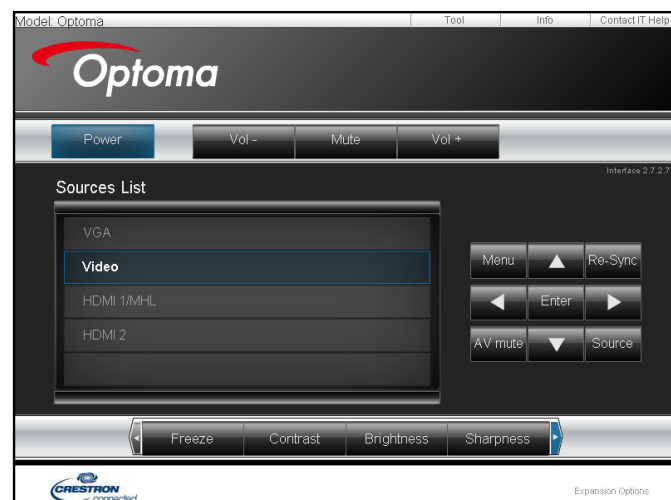 Model: Optoma Tool Info Contact IT Help
Optoma
Power Vol - Mute Vol +
Interface 2.7.2.7
Sources List
VGA
Video
HDMI 1/MHL
HDMI 2
Menu Re-Sync
Enter
AV mute Source
Freeze Contrast Brightness Sharpness
CRESTRON
connected
Expansion Options